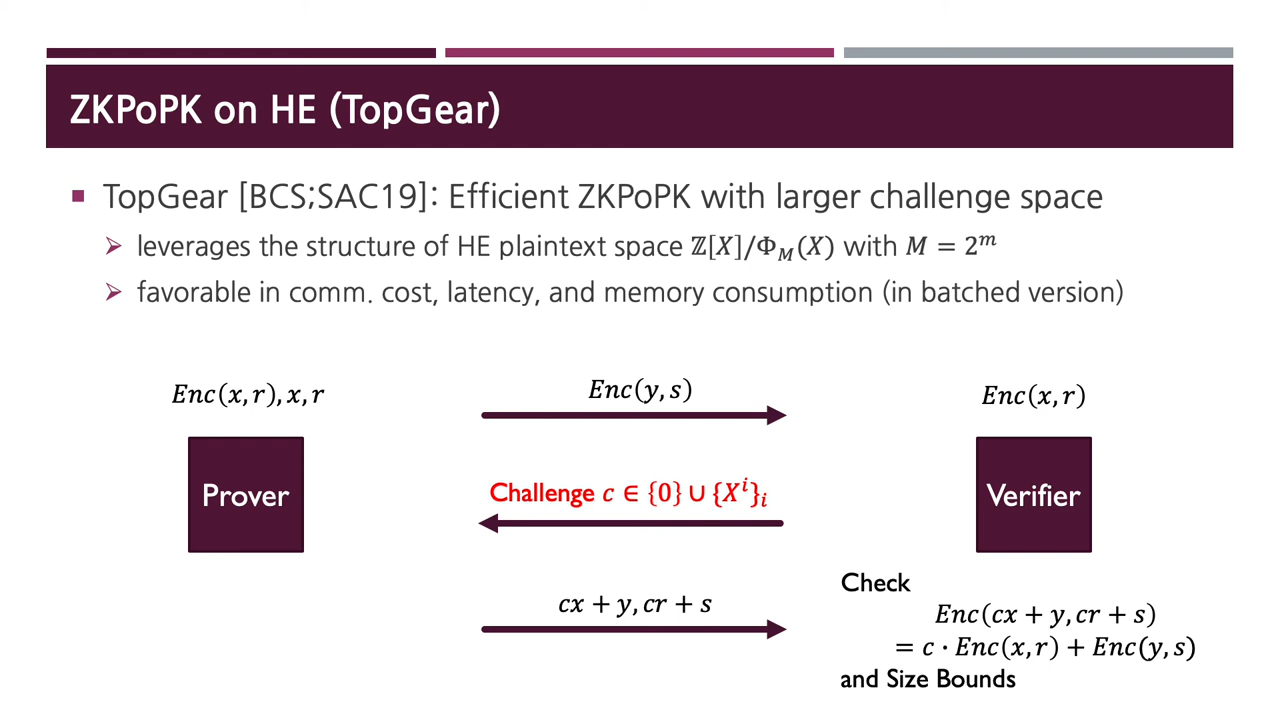 ZKPoPK on HE (TopGear)
TopGear [BCS;SAC19]: Efficient ZKPoPK with larger challenge space
leverages the structure of HE plaintext space ℤ[X]/Φ_M(X) with M = 2^m
favorable in comm. cost, latency, and memory consumption (in batched version)
Enc(x, r), x, r
Enc(y, s)
Enc(x, r)
Prover
Challenge c ∈ {0} ∪ {X^i}_i
Verifier
cx + y, cr + s
Check
Enc(cx + y, cr + s)
= c · Enc(x, r) + Enc(y, s)
and Size Bounds